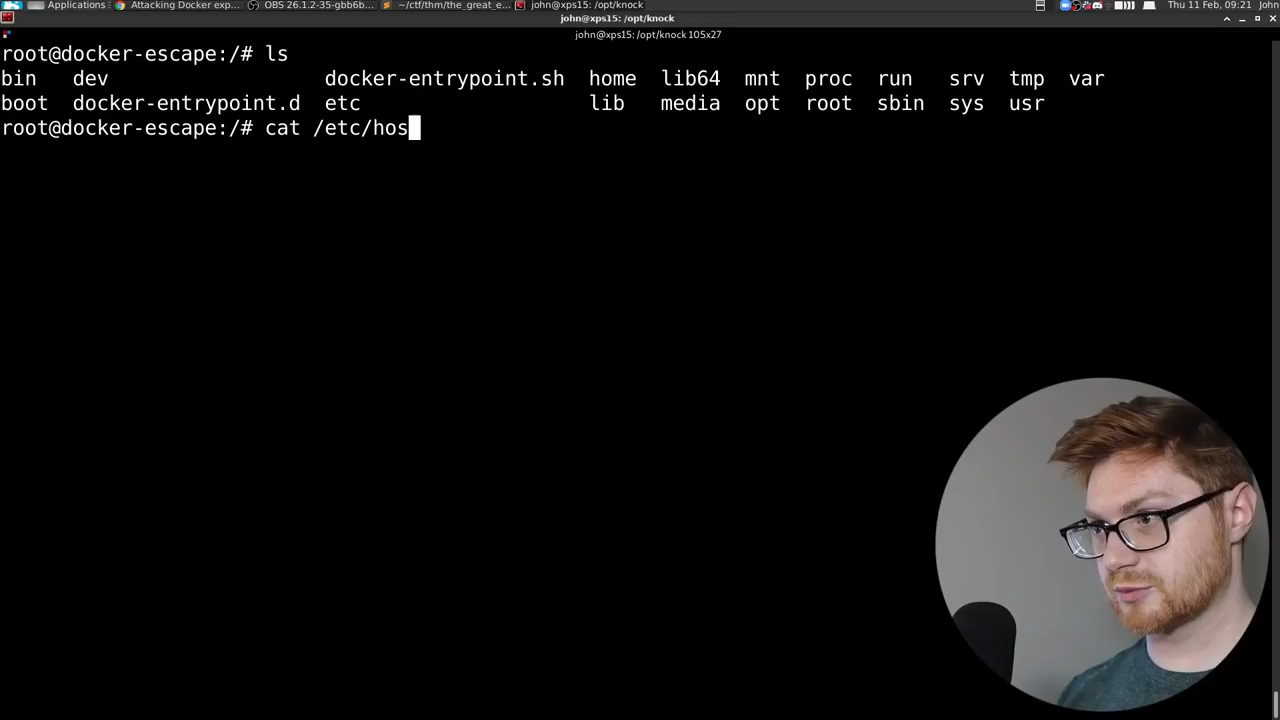 Applications
Attacking Docker exp...
OBS 26.1.2-35-gbb6b...
~/ctf/thm/the_great_e...
john@xps15: /opt/knock
Thu 11 Feb, 09:21
John
john@xps15: /opt/knock
john@xps15: /opt/knock 105x27
root@docker-escape:/# ls
bin dev docker-entrypoint.sh home lib64 mnt proc run srv tmp var
boot docker-entrypoint.d etc lib media opt root sbin sys usr
root@docker-escape:/# cat /etc/hos